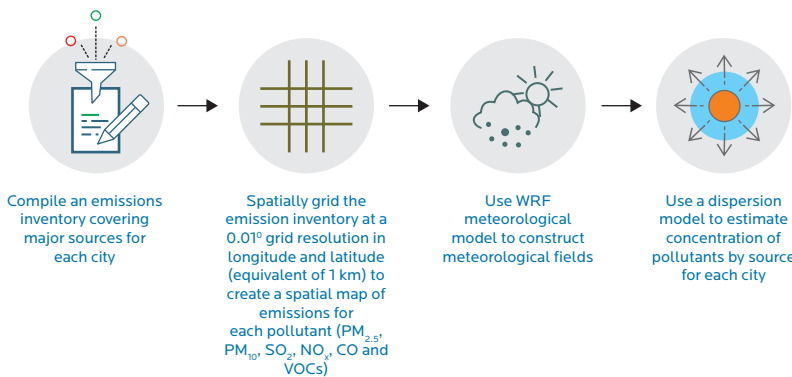 Compile an emissions
inventory covering
major sources for
each city
Spatially grid the
emission inventory at a
0.01⁰ grid resolution in
longitude and latitude
(equivalent of 1 km) to
create a spatial map of
emissions for
each pollutant (PM₂.₅,
PM₁₀, SO₂, NOₓ, CO and
VOCs)
Use WRF
meteorological
model to construct
meteorological fields
Use a dispersion
model to estimate
concentration of
pollutants by source
for each city